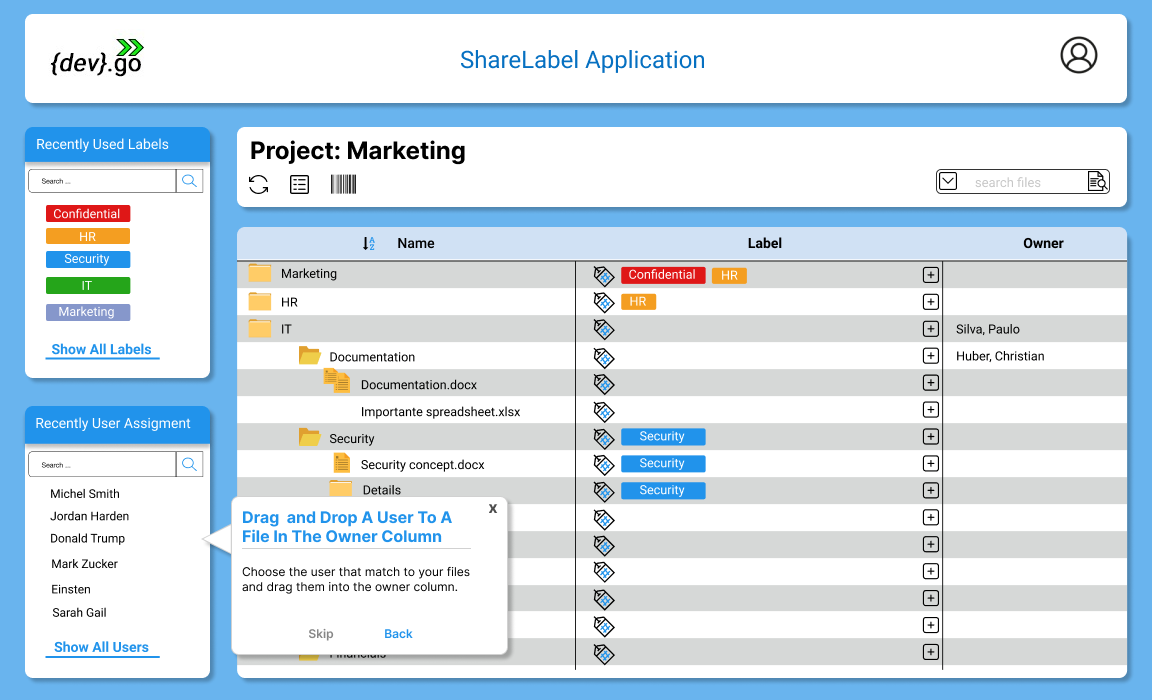 {dev}.go
ShareLabel Application
Recently Used Labels
Search ...
Confidential
HR
Security
IT
Marketing
Show All Labels
Recently User Assigment
Search ...
Michel Smith
Jordan Harden
Donald Trump
Mark Zucker
Einsten
Sarah Gail
Show All Users
Project: Marketing
search files
Name Label Owner
Marketing Confidential HR
HR HR
IT Silva, Paulo
Documentation Huber, Christian
Documentation.docx
Importante spreadsheet.xlsx
Security Security
Security concept.docx Security
Details Security
X
Drag and Drop A User To A
File In The Owner Column
Choose the user that match to your files
and drag them into the owner column.
Skip Back
Financials